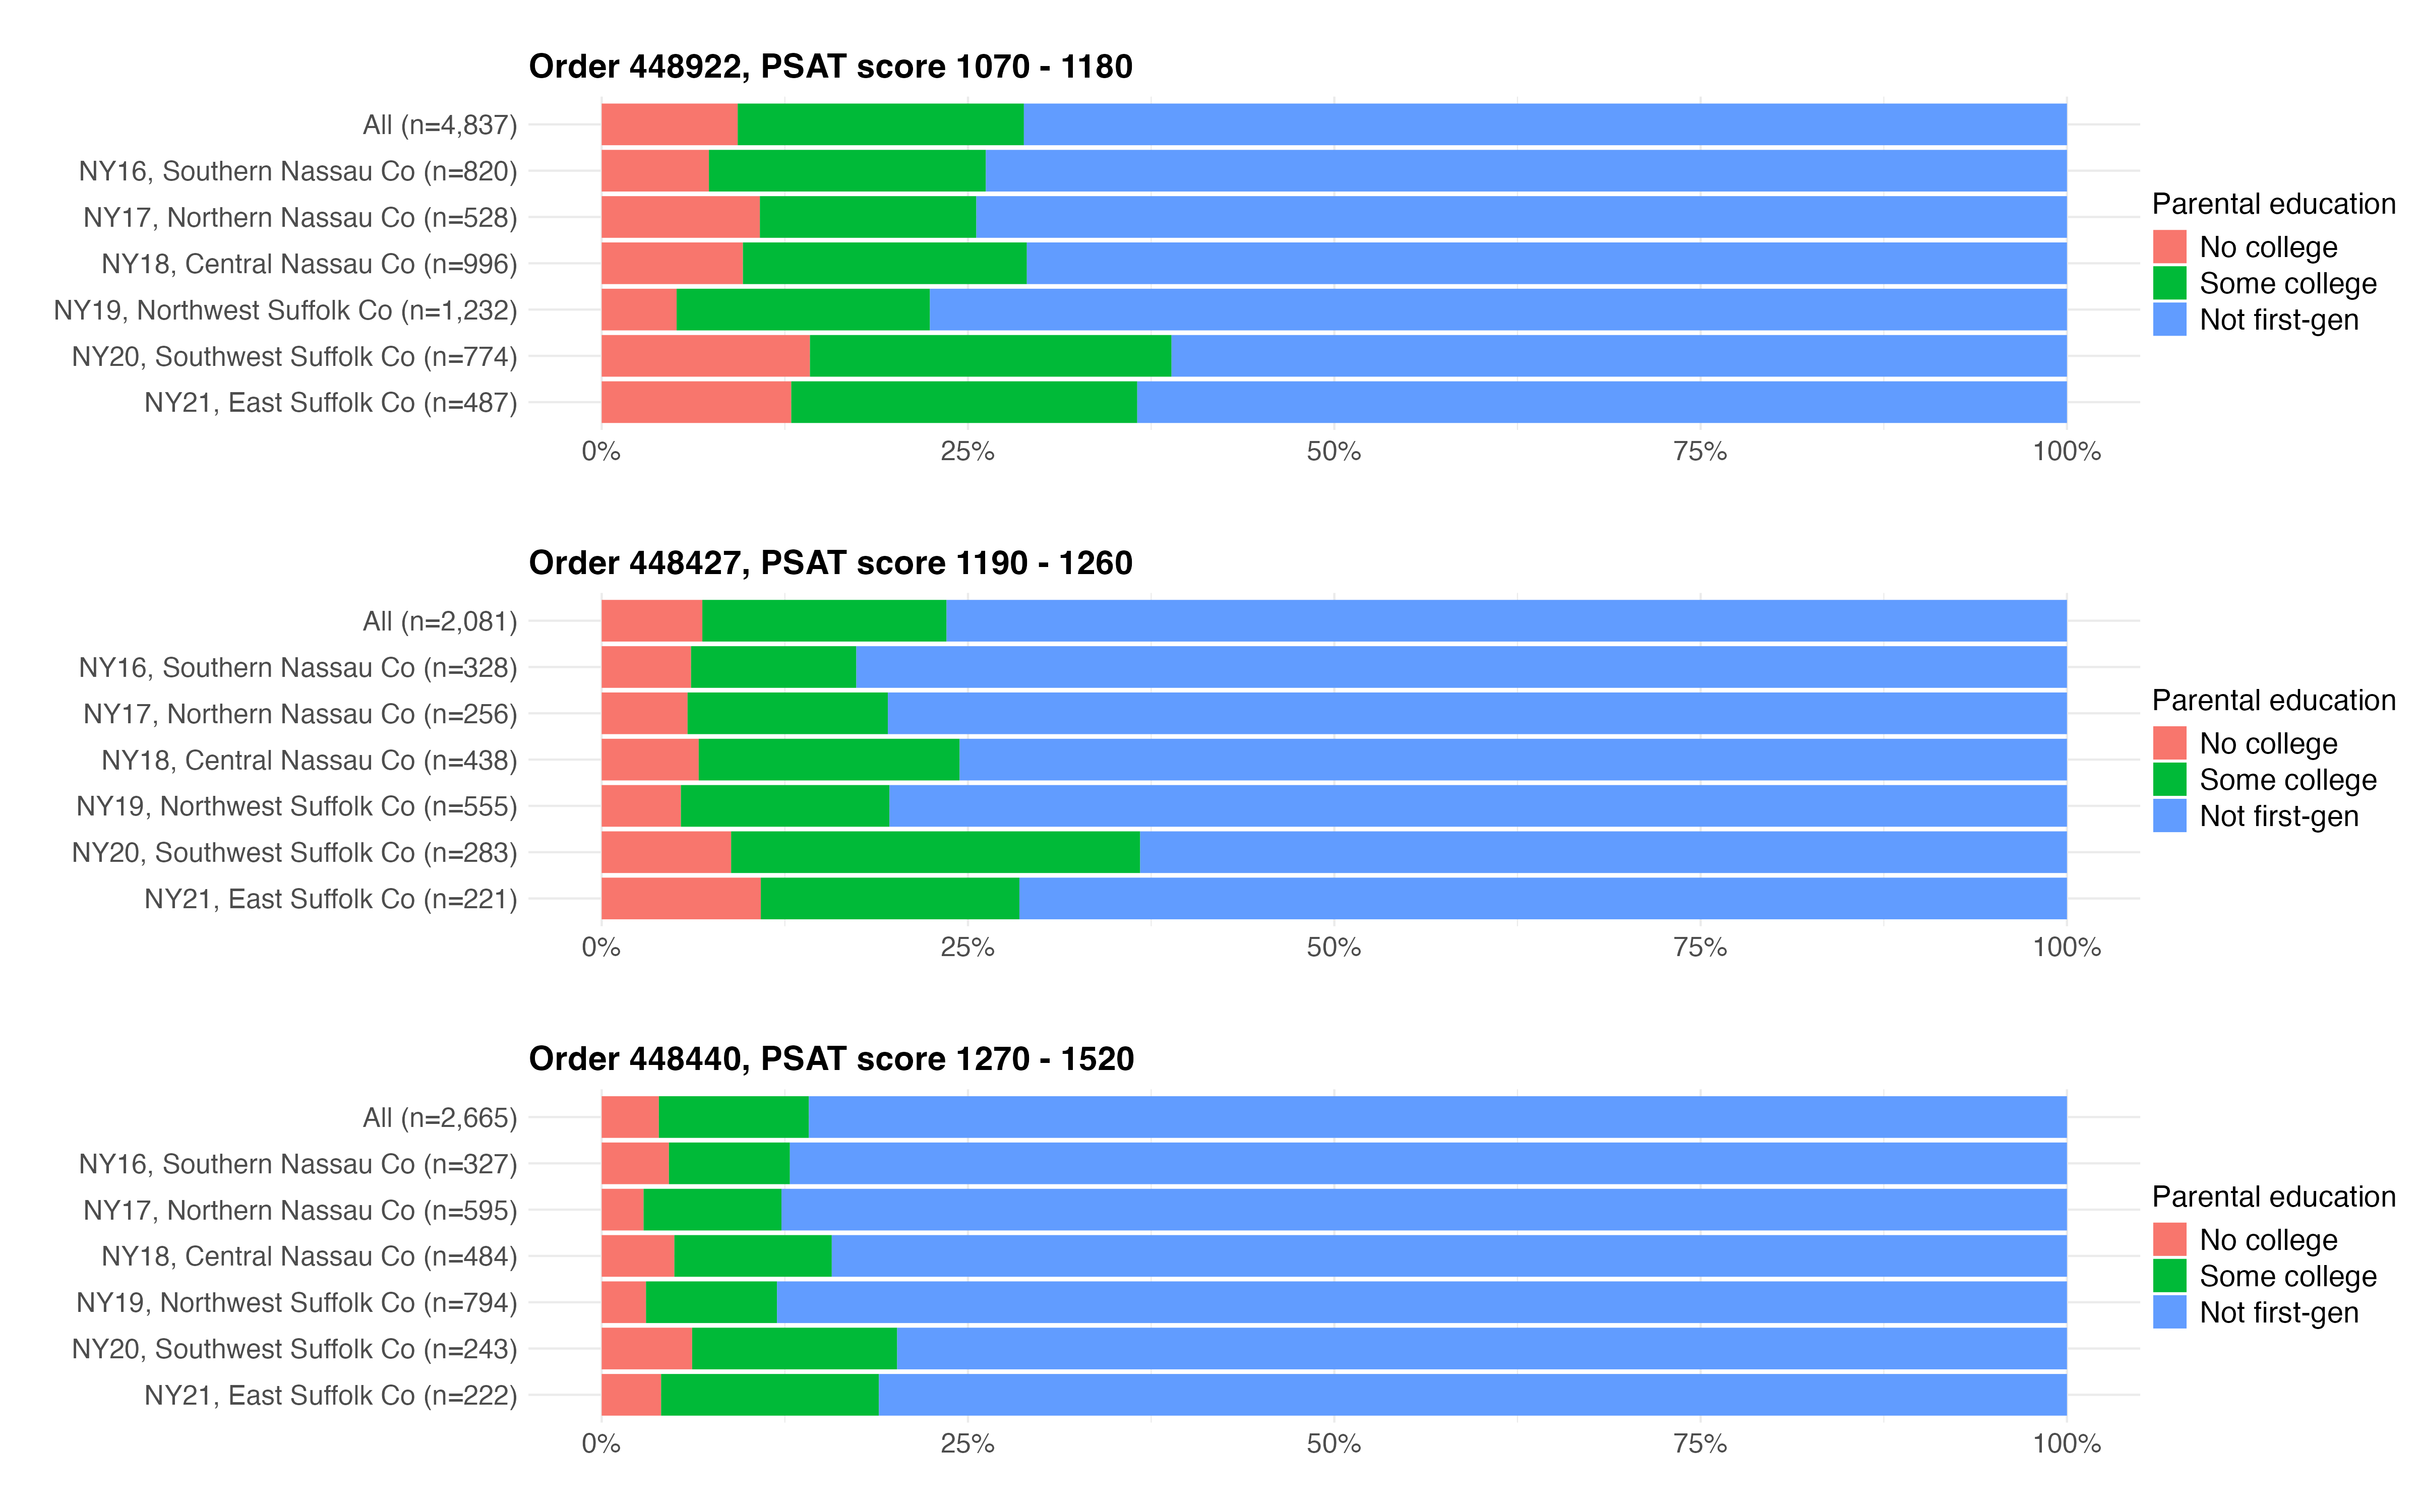 Order 448922, PSAT score 1070 - 1180
All (n=4,837)
NY16, Southern Nassau Co (n=820)
NY17, Northern Nassau Co (n=528)
NY18, Central Nassau Co (n=996)
NY19, Northwest Suffolk Co (n=1,232)
NY20, Southwest Suffolk Co (n=774)
NY21, East Suffolk Co (n=487)
0% 25% 50% 75% 100%
Parental education
No college
Some college
Not first-gen
Order 448427, PSAT score 1190 - 1260
All (n=2,081)
NY16, Southern Nassau Co (n=328)
NY17, Northern Nassau Co (n=256)
NY18, Central Nassau Co (n=438)
NY19, Northwest Suffolk Co (n=555)
NY20, Southwest Suffolk Co (n=283)
NY21, East Suffolk Co (n=221)
0% 25% 50% 75% 100%
Parental education
No college
Some college
Not first-gen
Order 448440, PSAT score 1270 - 1520
All (n=2,665)
NY16, Southern Nassau Co (n=327)
NY17, Northern Nassau Co (n=595)
NY18, Central Nassau Co (n=484)
NY19, Northwest Suffolk Co (n=794)
NY20, Southwest Suffolk Co (n=243)
NY21, East Suffolk Co (n=222)
0% 25% 50% 75% 100%
Parental education
No college
Some college
Not first-gen